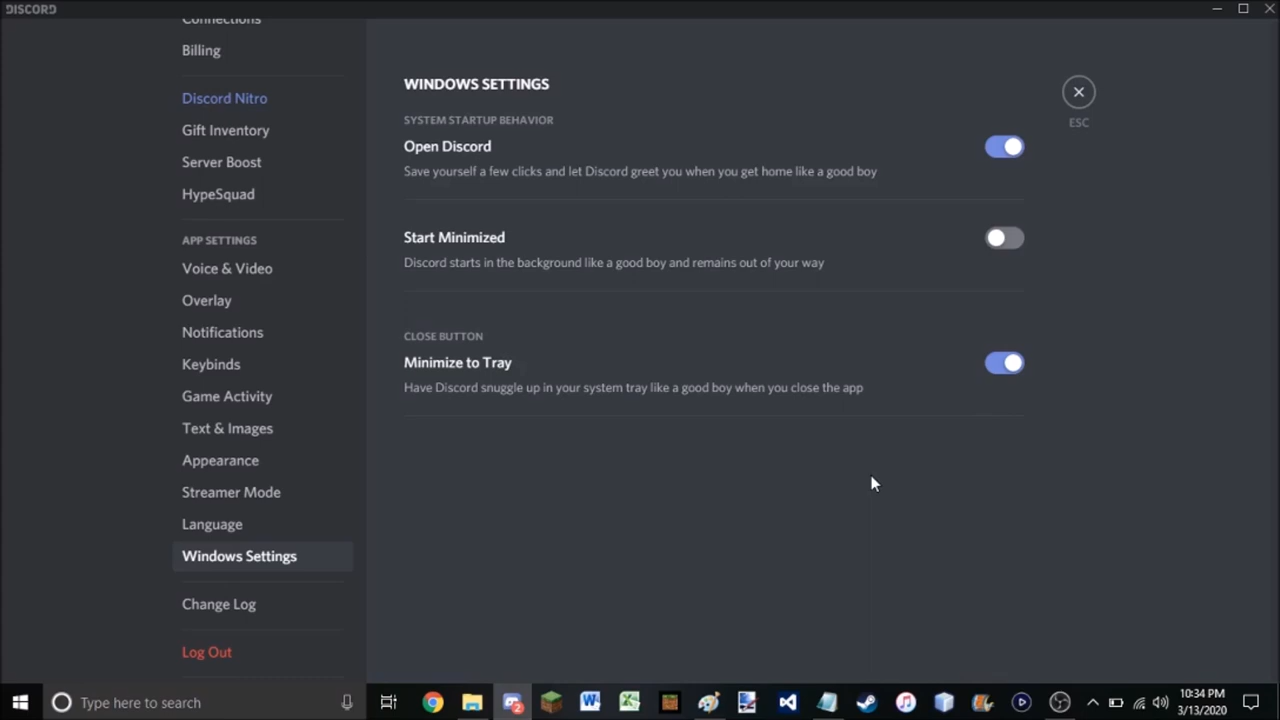 DISCORD
Connections
Billing
Discord Nitro
Gift Inventory
Server Boost
HypeSquad
APP SETTINGS
Voice & Video
Overlay
Notifications
Keybinds
Game Activity
Text & Images
Appearance
Streamer Mode
Language
Windows Settings
Change Log
Log Out
WINDOWS SETTINGS
SYSTEM STARTUP BEHAVIOR
Open Discord
Save yourself a few clicks and let Discord greet you when you get home like a good boy
Start Minimized
Discord starts in the background like a good boy and remains out of your way
CLOSE BUTTON
Minimize to Tray
Have Discord snuggle up in your system tray like a good boy when you close the app
ESC
Type here to search
2
10:34 PM
3/13/2020